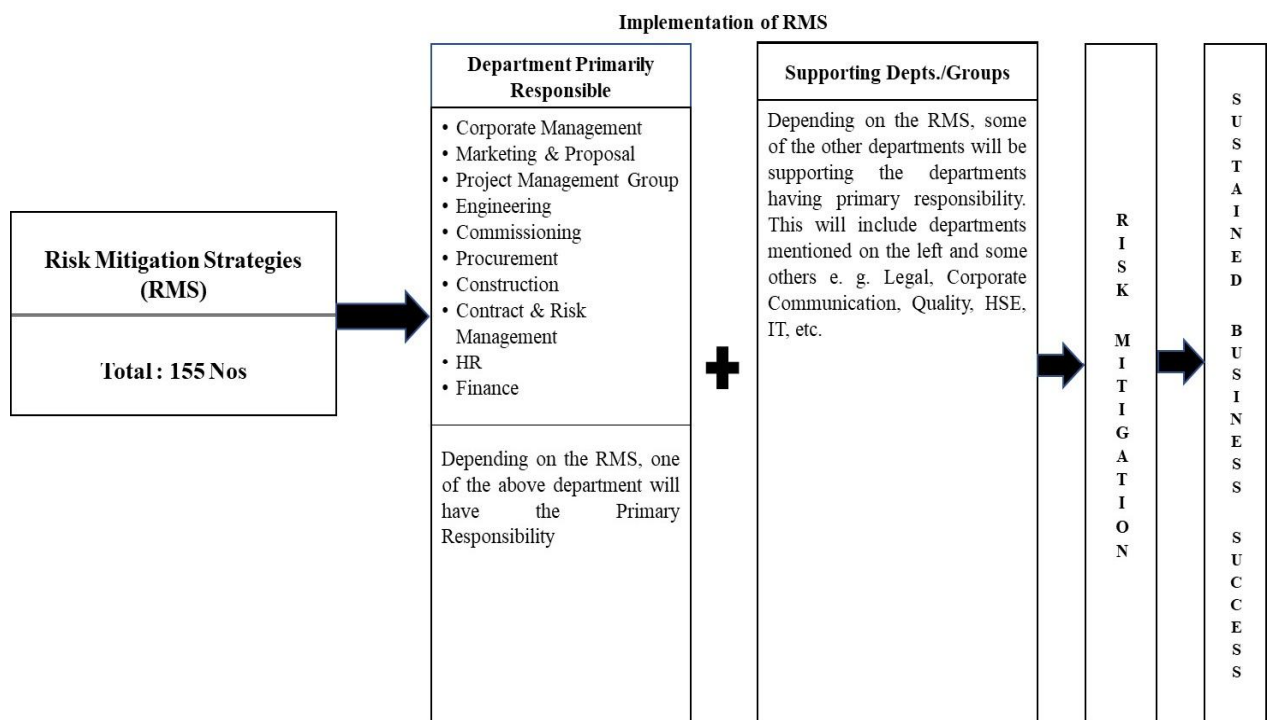 Implementation of RMS
Risk Mitigation Strategies
(RMS)
Total : 155 Nos
Department Primarily
Responsible
• Corporate Management
• Marketing & Proposal
• Project Management Group
• Engineering
• Commissioning
• Procurement
• Construction
• Contract & Risk
Management
• HR
• Finance
Depending on the RMS, one
of the above department will
have the Primary
Responsibility
Supporting Depts./Groups
Depending on the RMS, some
of the other departments will be
supporting the departments
having primary responsibility.
This will include departments
mentioned on the left and some
others e. g. Legal, Corporate
Communication, Quality, HSE,
IT, etc.
RISK MITIGATION
SUSTAINED BUSINESS SUCCESS